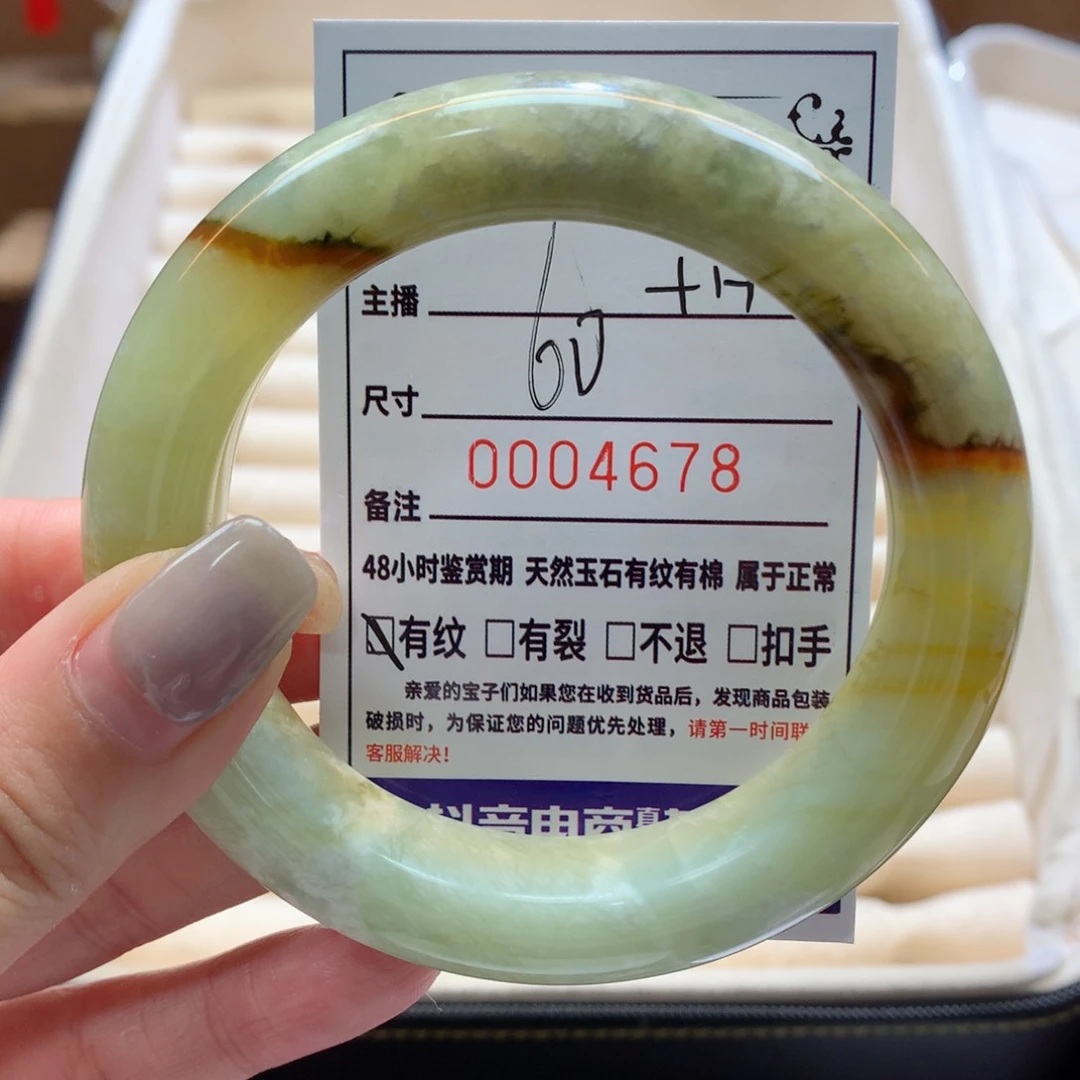 主播
尺寸 60
0004678
备注
48小时鉴赏期 天然玉石有纹有棉 属于正常
☑有纹 □有裂 □不退 □扣手
亲爱的宝子们如果您在收到货品后，发现商品包装
破损时，为保证您的问题优先处理，请第一时间联
客服解决！
抖音电商